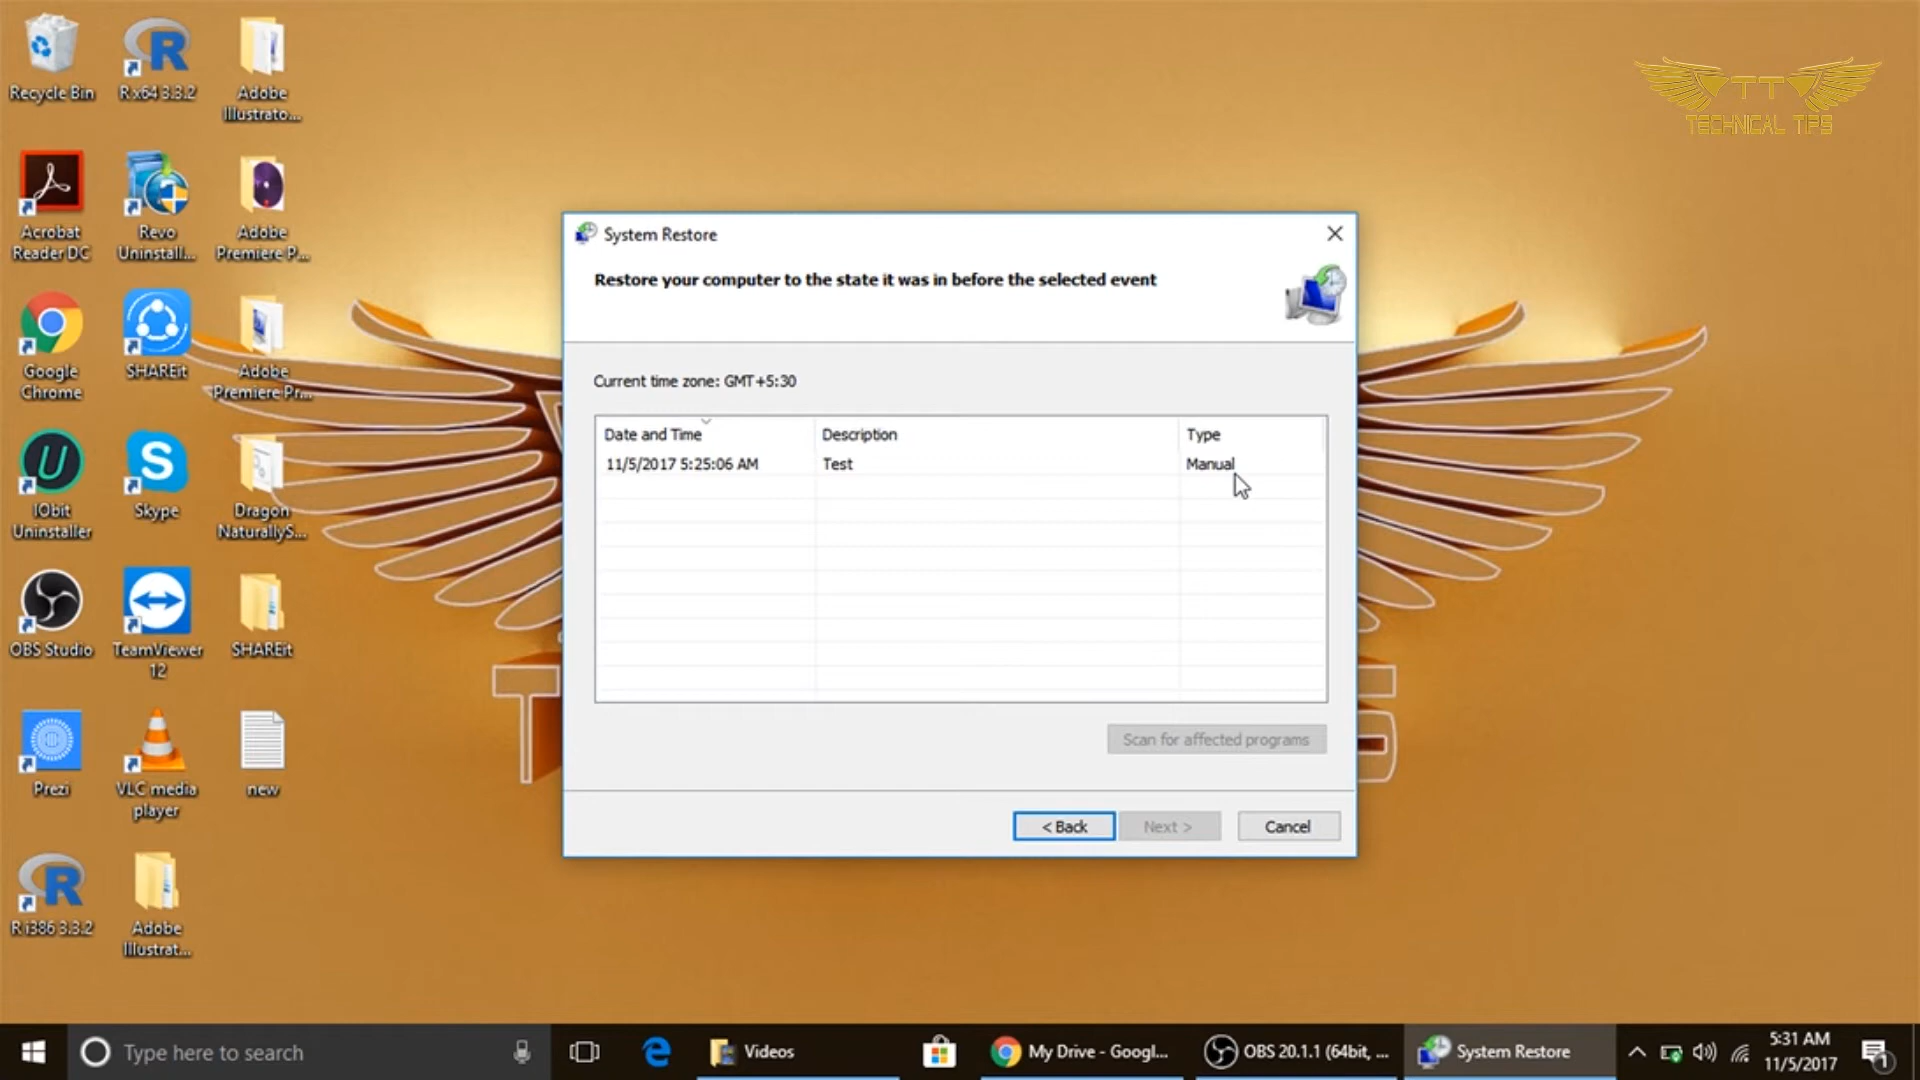 Recycle Bin
R x64 3.3.2
Adobe
Illustrato...
TT
TECHNICAL TIPS
Acrobat
Reader DC
Revo
Uninstall...
Adobe
Premiere P...
Google
Chrome
SHAREit
Adobe
Premiere Pr...
IObit
Uninstaller
Skype
Dragon
NaturallyS...
OBS Studio
TeamViewer
12
SHAREit
Prezi
VLC media
player
new
R i386 3.3.2
Adobe
Illustrat...
System Restore
Restore your computer to the state it was in before the selected event
Current time zone: GMT+5:30
Date and Time Description Type
11/5/2017 5:25:06 AM Test Manual
Scan for affected programs
< Back Next > Cancel
Type here to search
Videos
My Drive - Googl...
OBS 20.1.1 (64bit, ...
System Restore
5:31 AM
11/5/2017
1